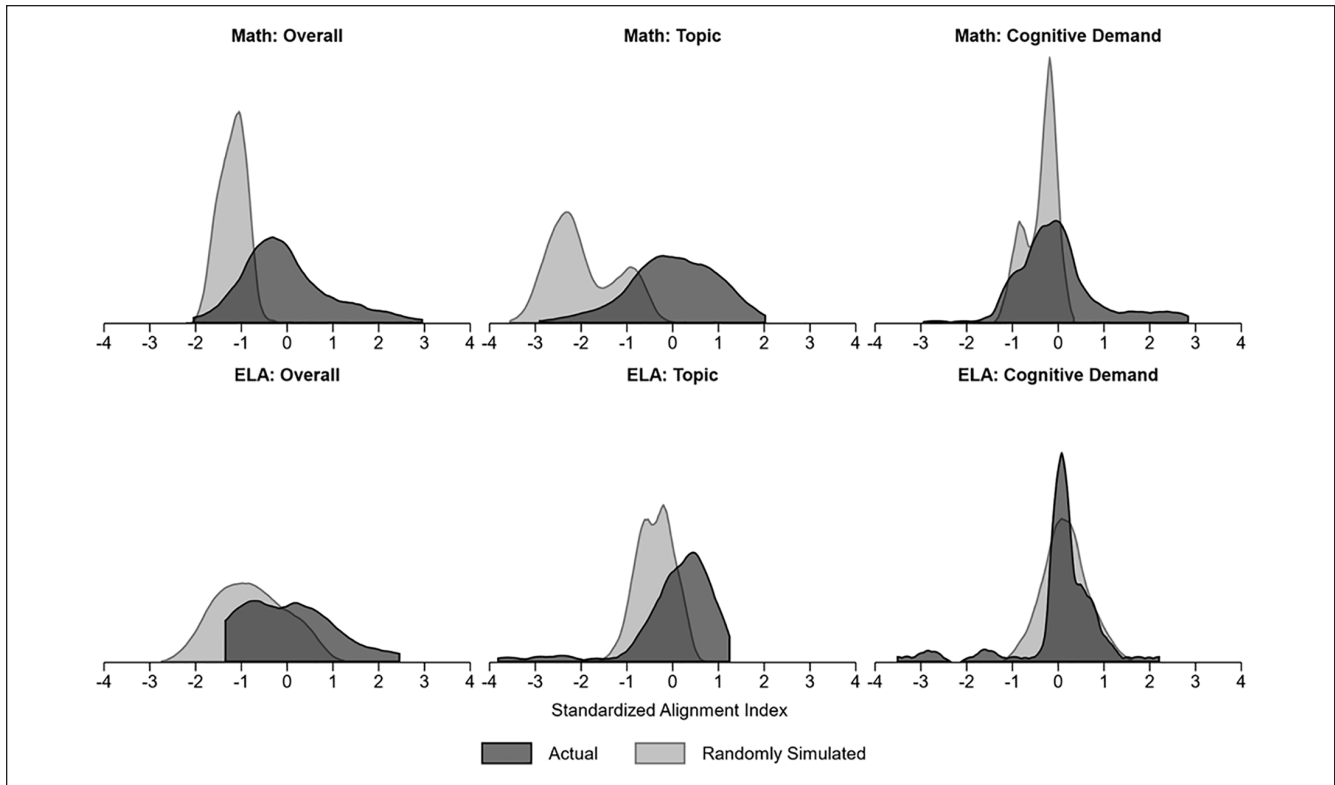 Math: Overall Math: Topic Math: Cognitive Demand
-4 -3 -2 -1 0 1 2 3 4 -4 -3 -2 -1 0 1 2 3 4 -4 -3 -2 -1 0 1 2 3 4
ELA: Overall ELA: Topic ELA: Cognitive Demand
-4 -3 -2 -1 0 1 2 3 4 -4 -3 -2 -1 0 1 2 3 4 -4 -3 -2 -1 0 1 2 3 4
Standardized Alignment Index
Actual Randomly Simulated